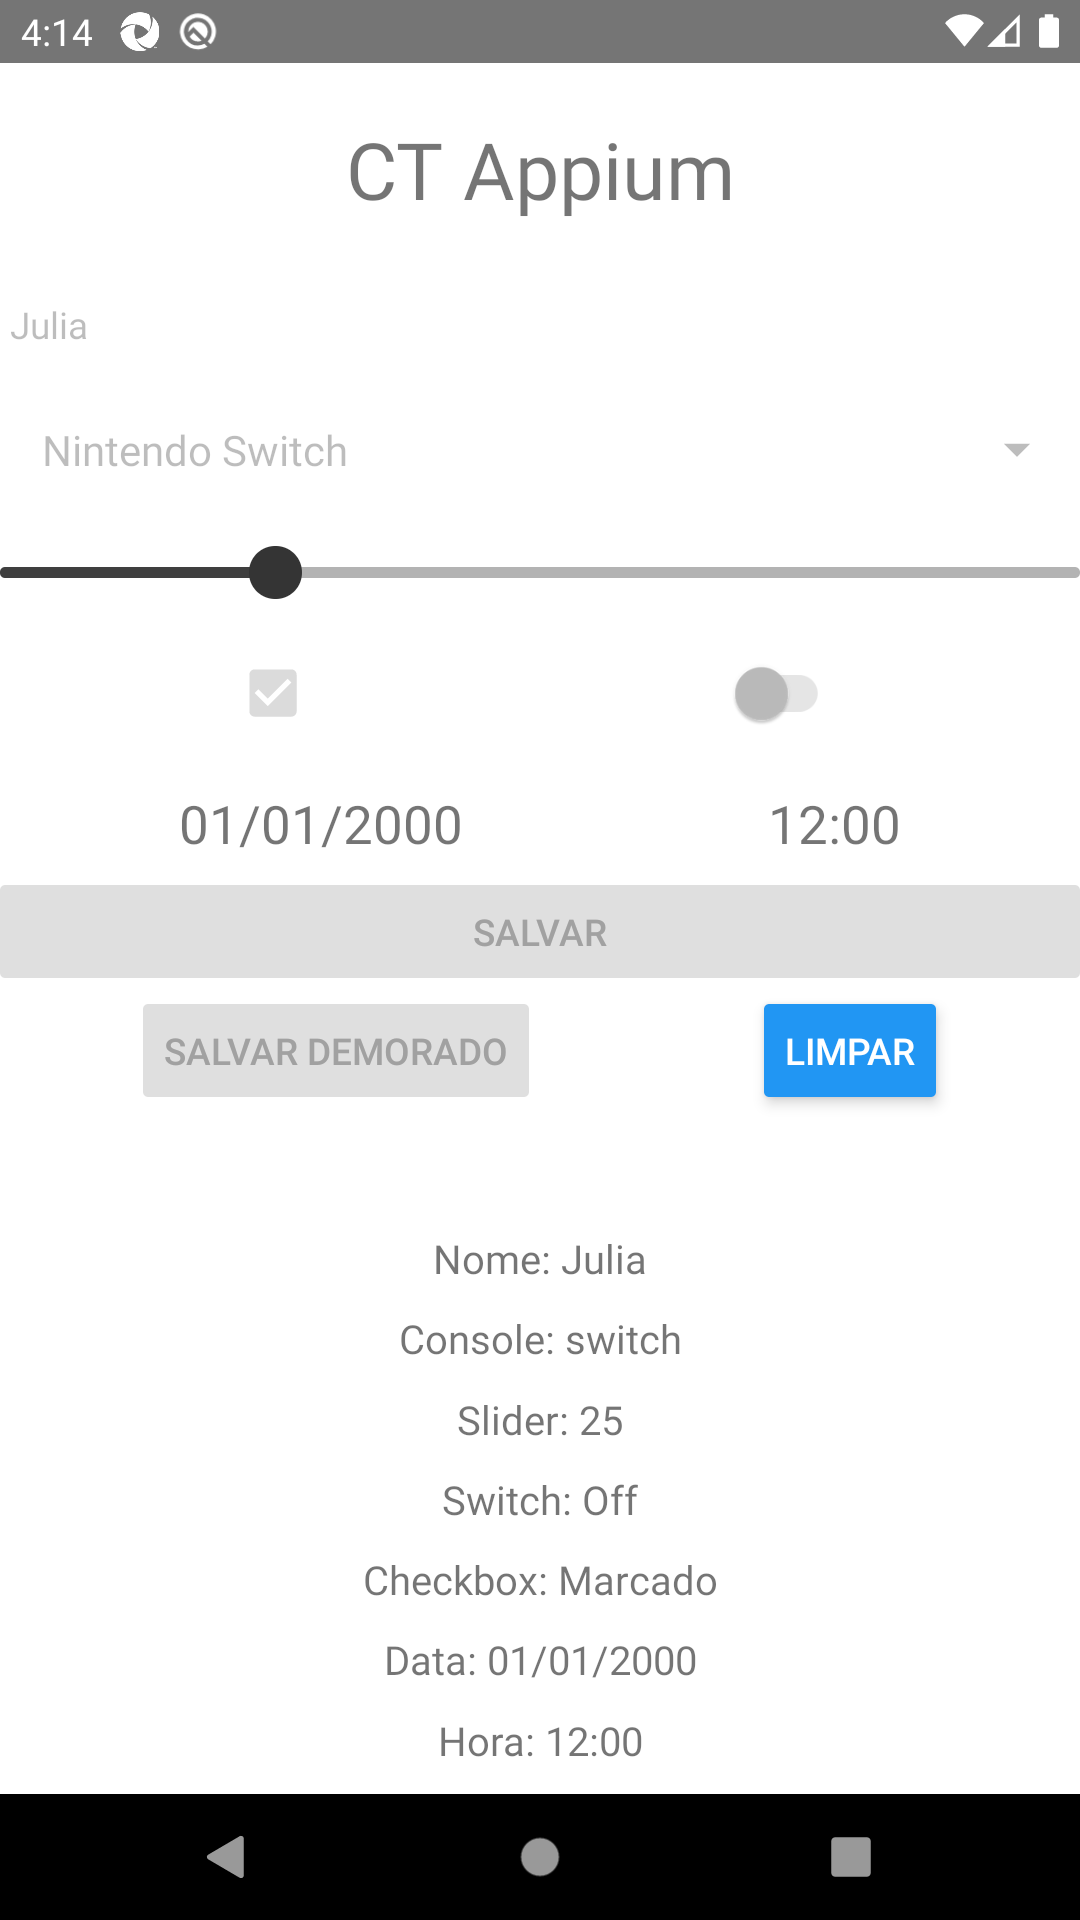 4:14
CT Appium
Julia
Nintendo Switch
01/01/2000 12:00
SALVAR
SALVAR DEMORADO LIMPAR
Nome: Julia
Console: switch
Slider: 25
Switch: Off
Checkbox: Marcado
Data: 01/01/2000
Hora: 12:00